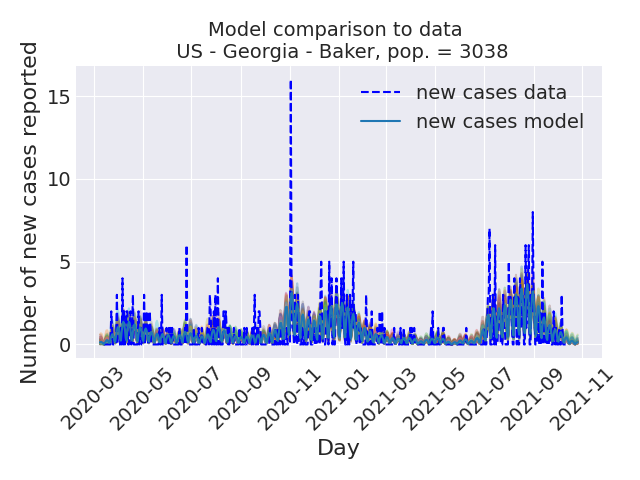 Model comparison to data
US - Georgia - Baker, pop. = 3038
Number of new cases reported
15
10
5
0
new cases data
new cases model
2020-03
2020-05
2020-07
2020-09
2020-11
2021-01
2021-03
2021-05
2021-07
2021-09
2021-11
Day